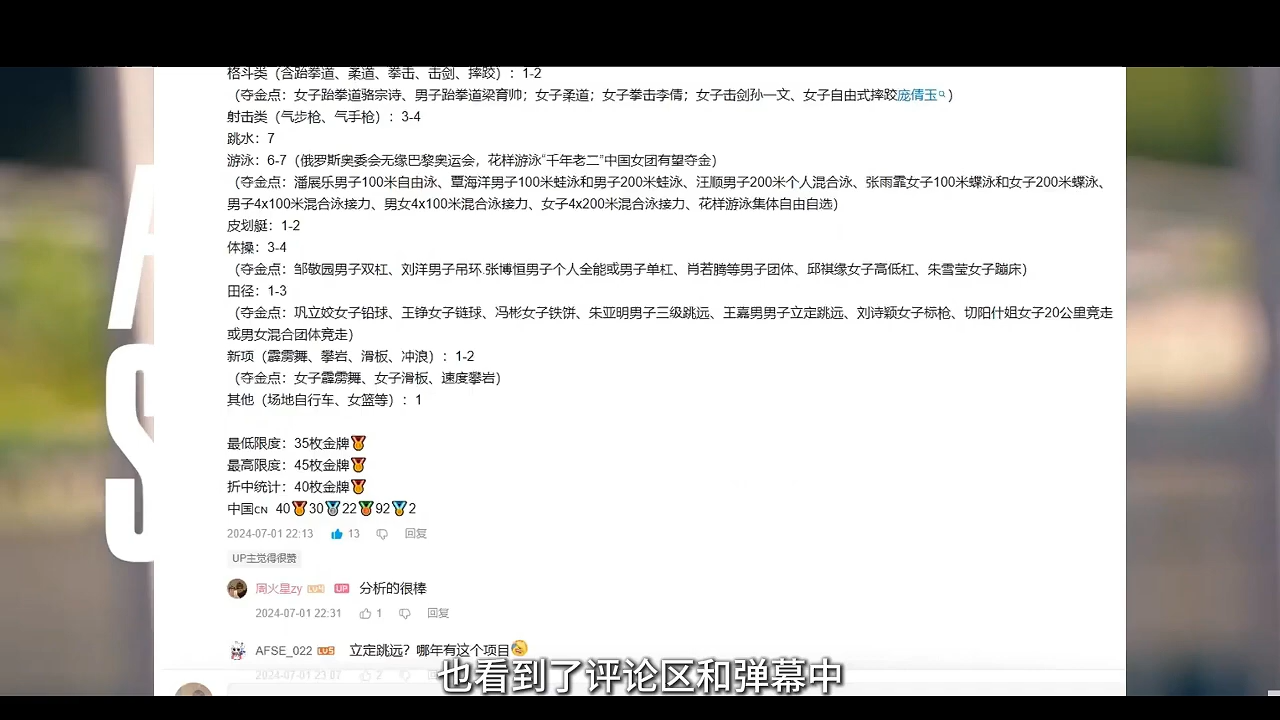 格斗类（含跆拳道、柔道、拳击、击剑、摔跤）：1-2
（夺金点：女子跆拳道骆宗诗、男子跆拳道梁育帅；女子柔道；女子拳击李倩；女子击剑孙一文、女子自由式摔跤庞倩玉）
射击类（气步枪、气手枪）：3-4
跳水：7
游泳：6-7（俄罗斯奥委会无缘巴黎奥运会，花样游泳“千年老二”中国女团有望夺金）
（夺金点：潘展乐男子100米自由泳、覃海洋男子100米蛙泳和男子200米蛙泳、汪顺男子200米个人混合泳、张雨霏女子100米蝶泳和女子200米蝶泳、
男子4x100米混合泳接力、男女4x100米混合泳接力、女子4x200米混合泳接力、花样游泳集体自由自选）
皮划艇：1-2
体操：3-4
（夺金点：邹敬园男子双杠、刘洋男子吊环.张博恒男子个人全能或男子单杠、肖若腾等男子团体、邱祺缘女子高低杠、朱雪莹女子蹦床）
田径：1-3
（夺金点：巩立姣女子铅球、王铮女子链球、冯彬女子铁饼、朱亚明男子三级跳远、王嘉男男子立定跳远、刘诗颖女子标枪、切阳什姐女子20公里竞走
或男女混合团体竞走）
新项（霹雳舞、攀岩、滑板、冲浪）：1-2
（夺金点：女子霹雳舞、女子滑板、速度攀岩）
其他（场地自行车、女篮等）：1
最低限度：35枚金牌🏅
最高限度：45枚金牌🏅
折中统计：40枚金牌🏅
中国CN 40🥇30🥈22🥉92🏅2
2024-07-01 22:13 13 回复
UP主觉得很赞
周火星zy LV4 UP 分析的很棒
2024-07-01 22:31 1 回复
AFSE_022 LV5 立定跳远？哪年有这个项目
2024-07-01 23:07 2
也看到了评论区和弹幕中
A
S